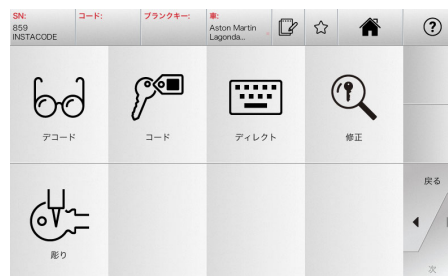 SN:
859
INSTACODE
コード:
ブランクキー:
車:
Aston Martin
Lagonda...
?
デコード
コード
ディレクト
修正
戻る
彫り
次